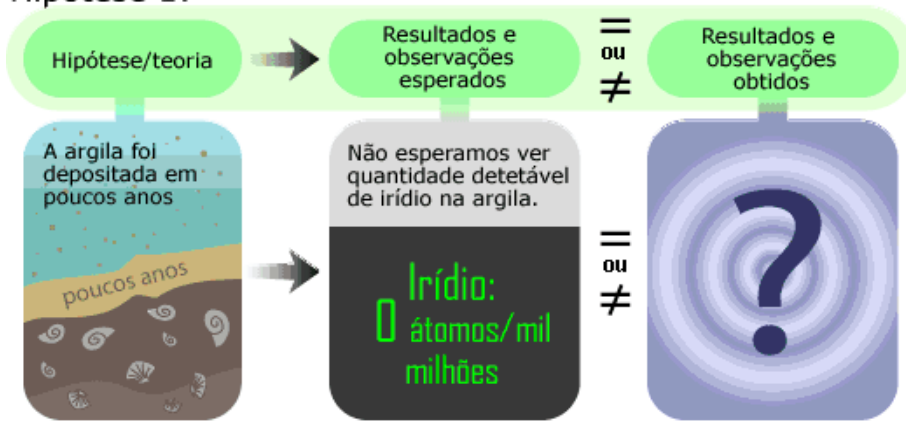 Hipótese/teoria
Resultados e
observações
esperados
=
ou
≠
Resultados e
observações
obtidos
A argila foi
depositada em
poucos anos
poucos anos
Não esperamos ver
quantidade detetável
de irídio na argila.
Irídio:
0 átomos/mil
milhões
=
ou
≠
?